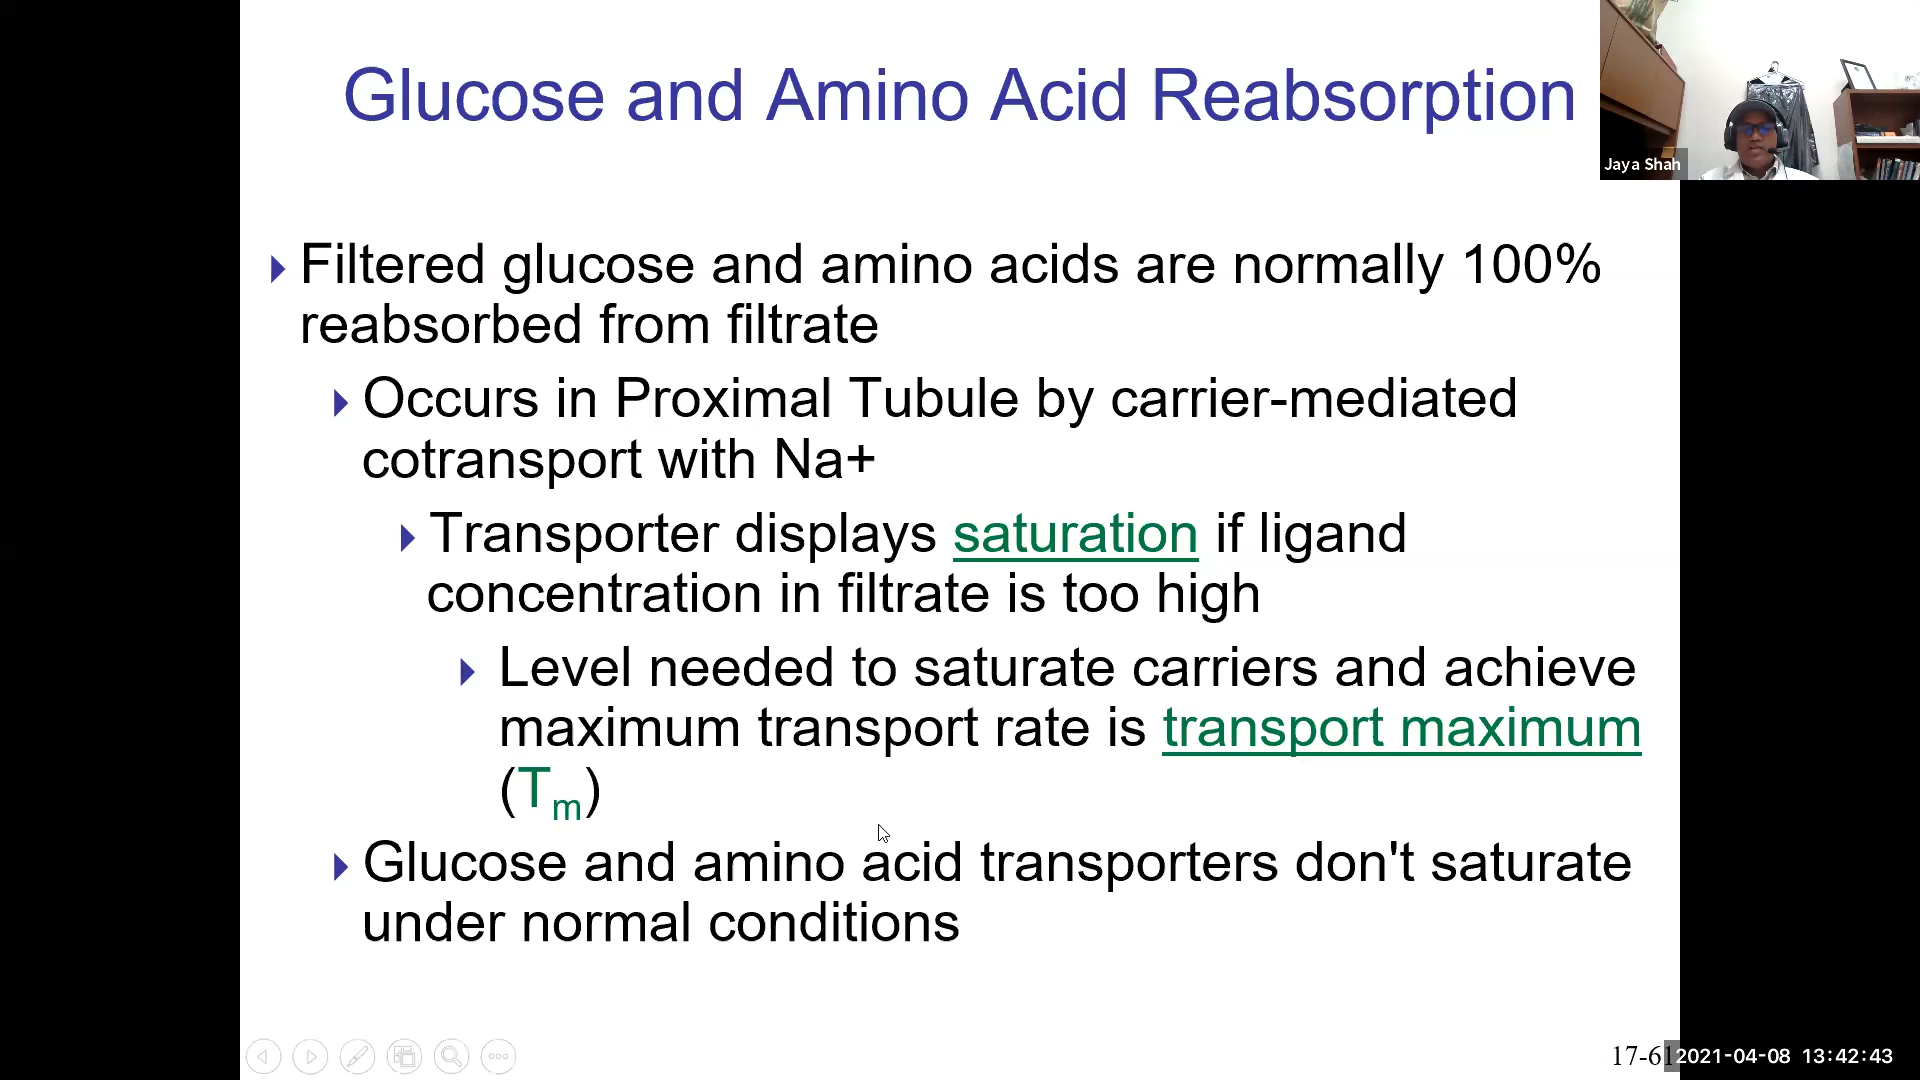 Glucose and Amino Acid Reabsorption
Jaya Shah
Filtered glucose and amino acids are normally 100%
reabsorbed from filtrate
Occurs in Proximal Tubule by carrier-mediated
cotransport with Na+
Transporter displays saturation if ligand
concentration in filtrate is too high
Level needed to saturate carriers and achieve
maximum transport rate is transport maximum
(Tm)
Glucose and amino acid transporters don't saturate
under normal conditions
17-61
2021-04-08 13:42:43